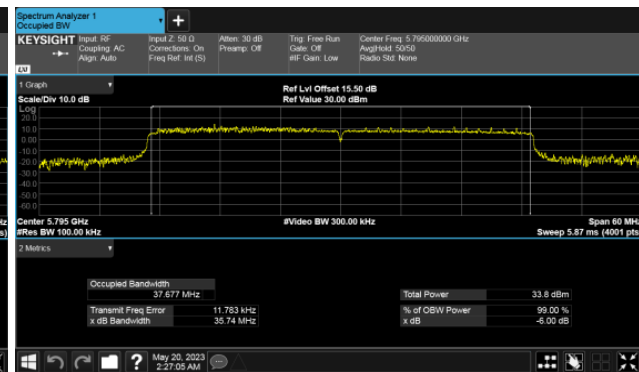 Spectrum Analyzer 1
Occupied BW
+
KEYSIGHT Input: RF Input Z: 50 Ω Atten: 30 dB Trig: Free Run Center Freq: 5.795000000 GHz
Coupling: AC Corrections: On Preamp: Off Gate: Off Avg|Hold: 50/50
Align: Auto Freq Ref: Int (S) #IF Gain: Low Radio Std: None
LXI
1 Graph
Ref Lvl Offset 15.50 dB
Scale/Div 10.0 dB Ref Value 30.00 dBm
Log
20.0
10.0
0.00
-10.0
-20.0
-30.0
-40.0
-50.0
-60.0
Hz Center 5.795 GHz #Video BW 300.00 kHz Span 60 MHz
s) #Res BW 100.00 kHz Sweep 5.87 ms (4001 pts
2 Metrics
Occupied Bandwidth
37.677 MHz Total Power 33.8 dBm
Transmit Freq Error 11.783 kHz % of OBW Power 99.00 %
x dB Bandwidth 35.74 MHz x dB -6.00 dB
? May 20, 2023
2:27:05 AM